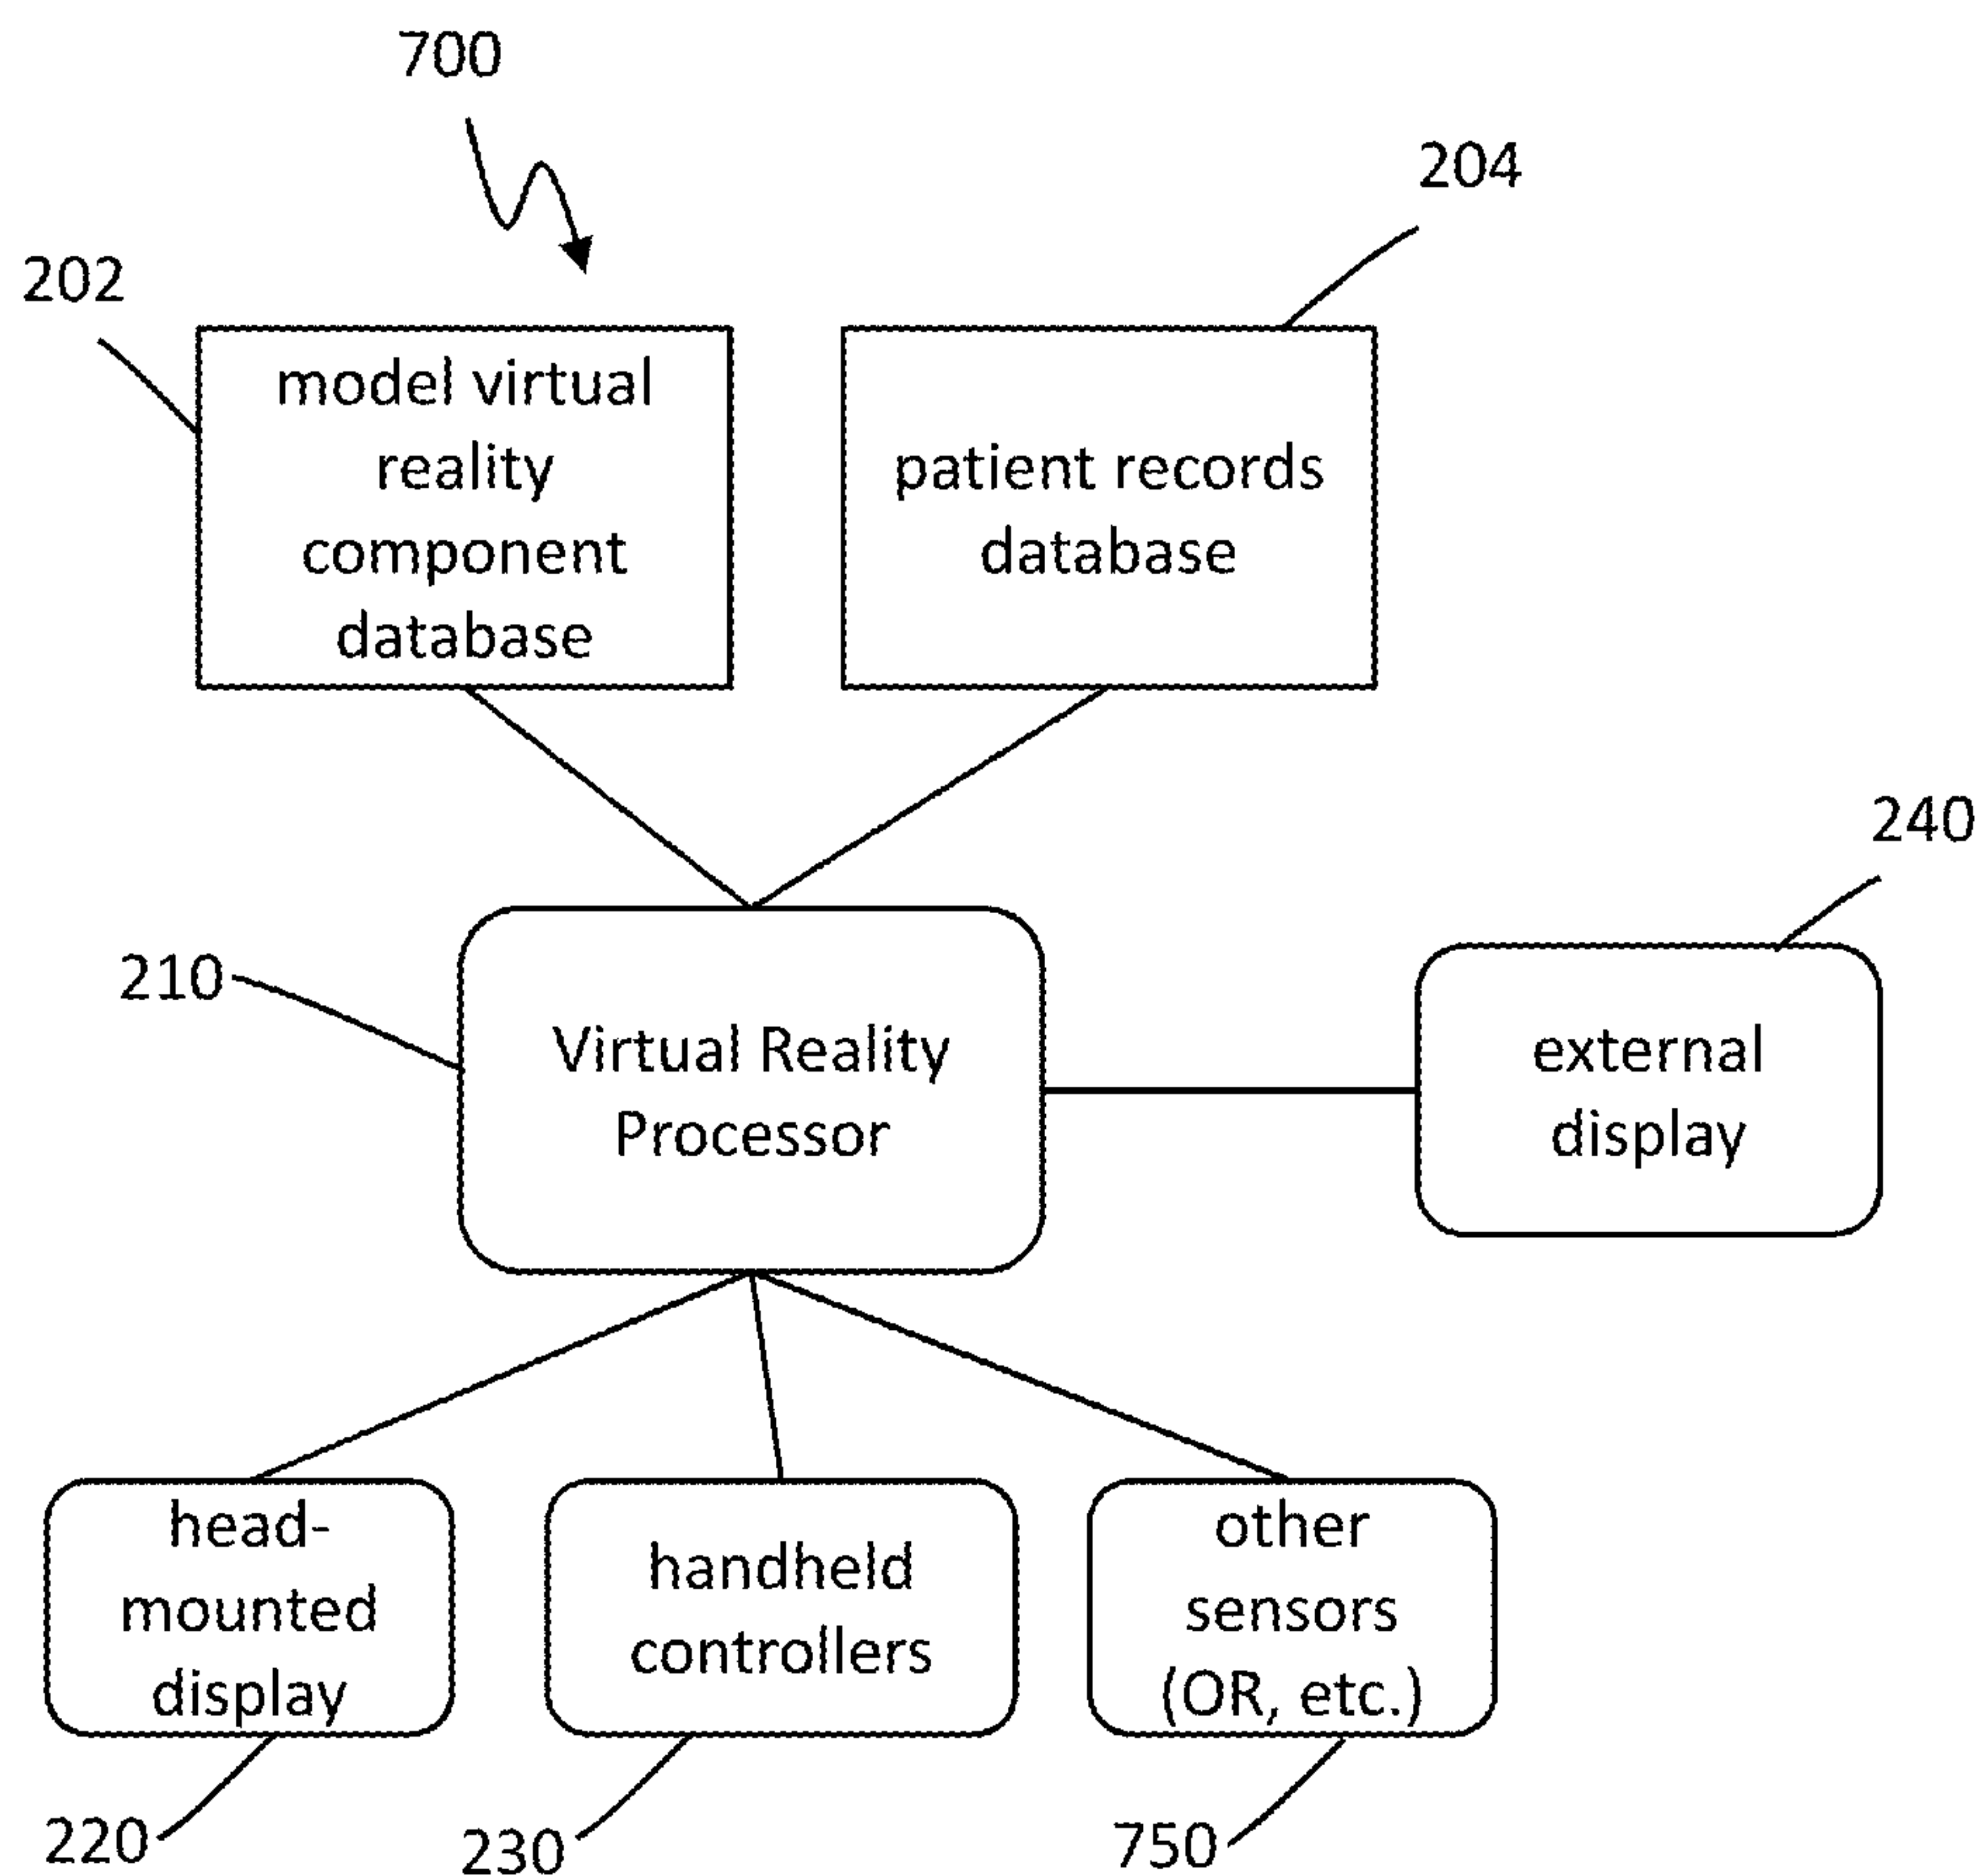 700
204
202
model virtual
reality
component
database
patient records
database
240
210
Virtual Reality
Processor
external
display
head-
mounted
display
handheld
controllers
other
sensors
(OR, etc.)
220
230
750